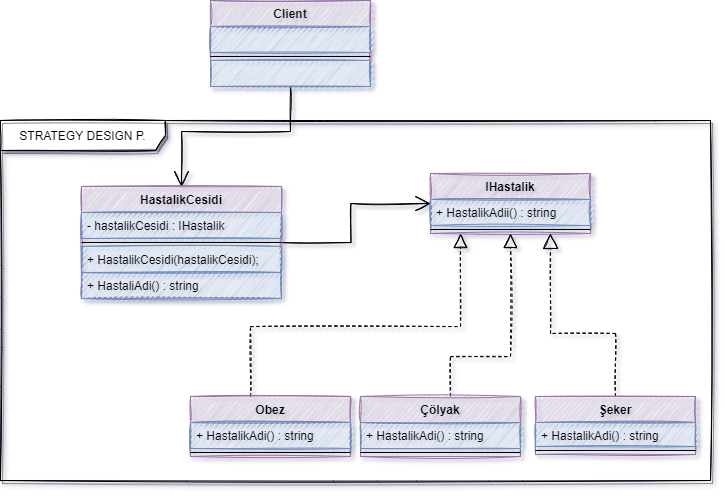 Client
STRATEGY DESIGN P.
HastalikCesidi
- hastalikCesidi : IHastalik
+ HastalikCesidi(hastalikCesidi);
+ HastaliAdi() : string
IHastalik
+ HastalikAdii() : string
Obez
+ HastalikAdi() : string
Çölyak
+ HastalikAdi() : string
Şeker
+ HastalikAdi() : string